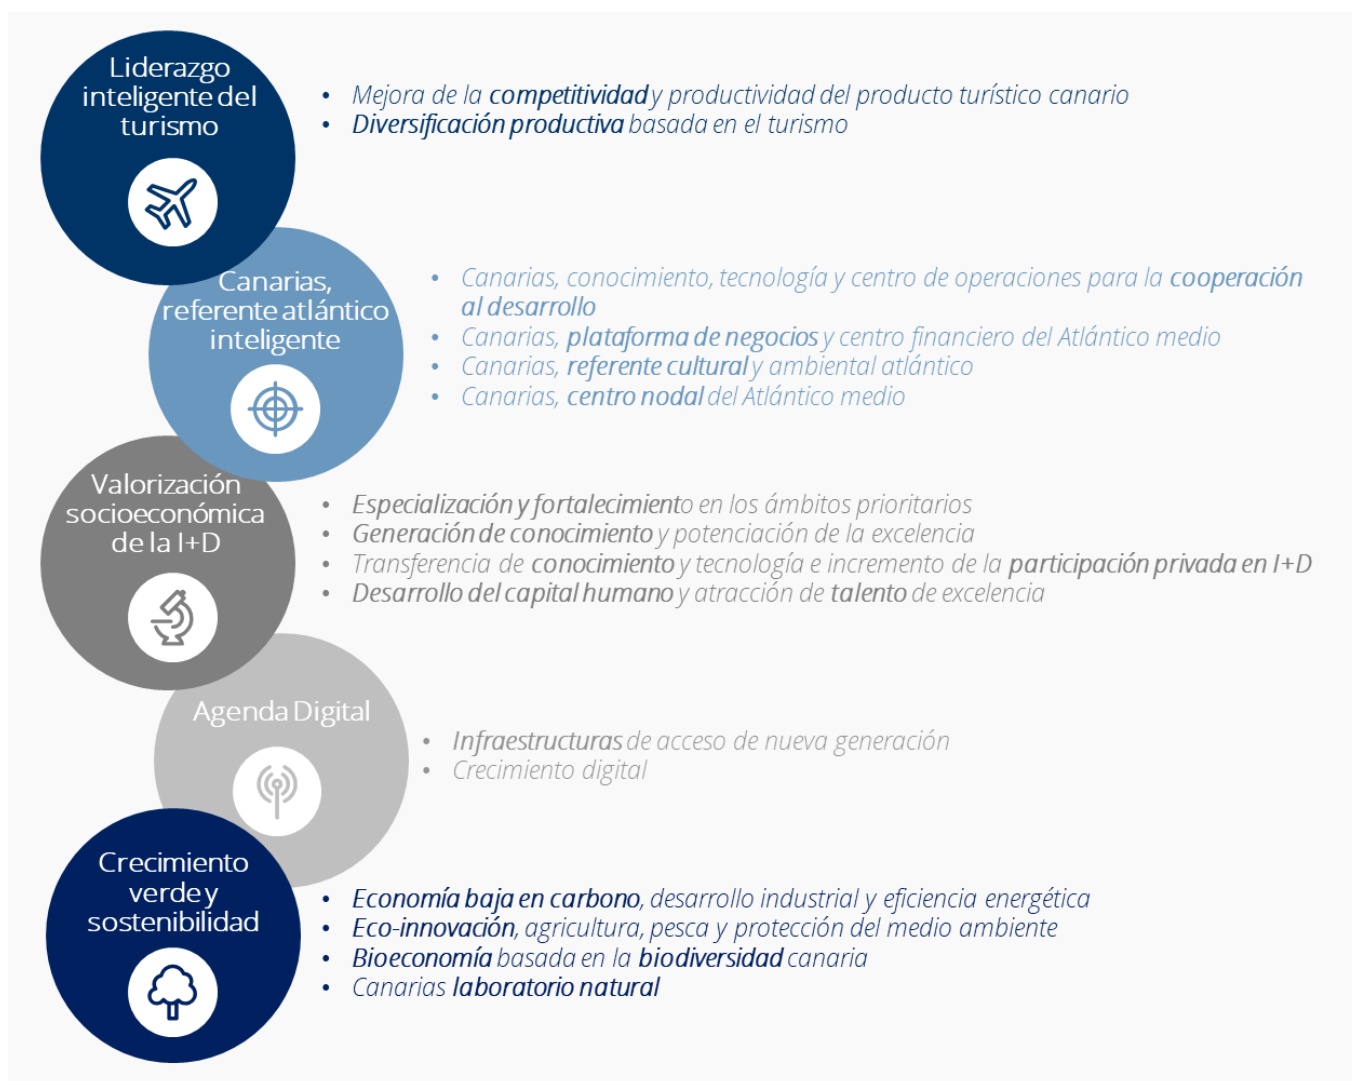 Liderazgo
inteligente del
turismo
• Mejora de la competitividad y productividad del producto turístico canario
• Diversificación productiva basada en el turismo
Canarias,
referente atlántico
inteligente
• Canarias, conocimiento, tecnología y centro de operaciones para la cooperación
al desarrollo
• Canarias, plataforma de negocios y centro financiero del Atlántico medio
• Canarias, referente cultural y ambiental atlántico
• Canarias, centro nodal del Atlántico medio
Valorización
socioeconómica
de la I+D
• Especialización y fortalecimiento en los ámbitos prioritarios
• Generación de conocimiento y potenciación de la excelencia
• Transferencia de conocimiento y tecnología e incremento de la participación privada en I+D
• Desarrollo del capital humano y atracción de talento de excelencia
Agenda Digital
• Infraestructuras de acceso de nueva generación
• Crecimiento digital
Crecimiento
verde y
sostenibilidad
• Economía baja en carbono, desarrollo industrial y eficiencia energética
• Eco-innovación, agricultura, pesca y protección del medio ambiente
• Bioeconomía basada en la biodiversidad canaria
• Canarias laboratorio natural